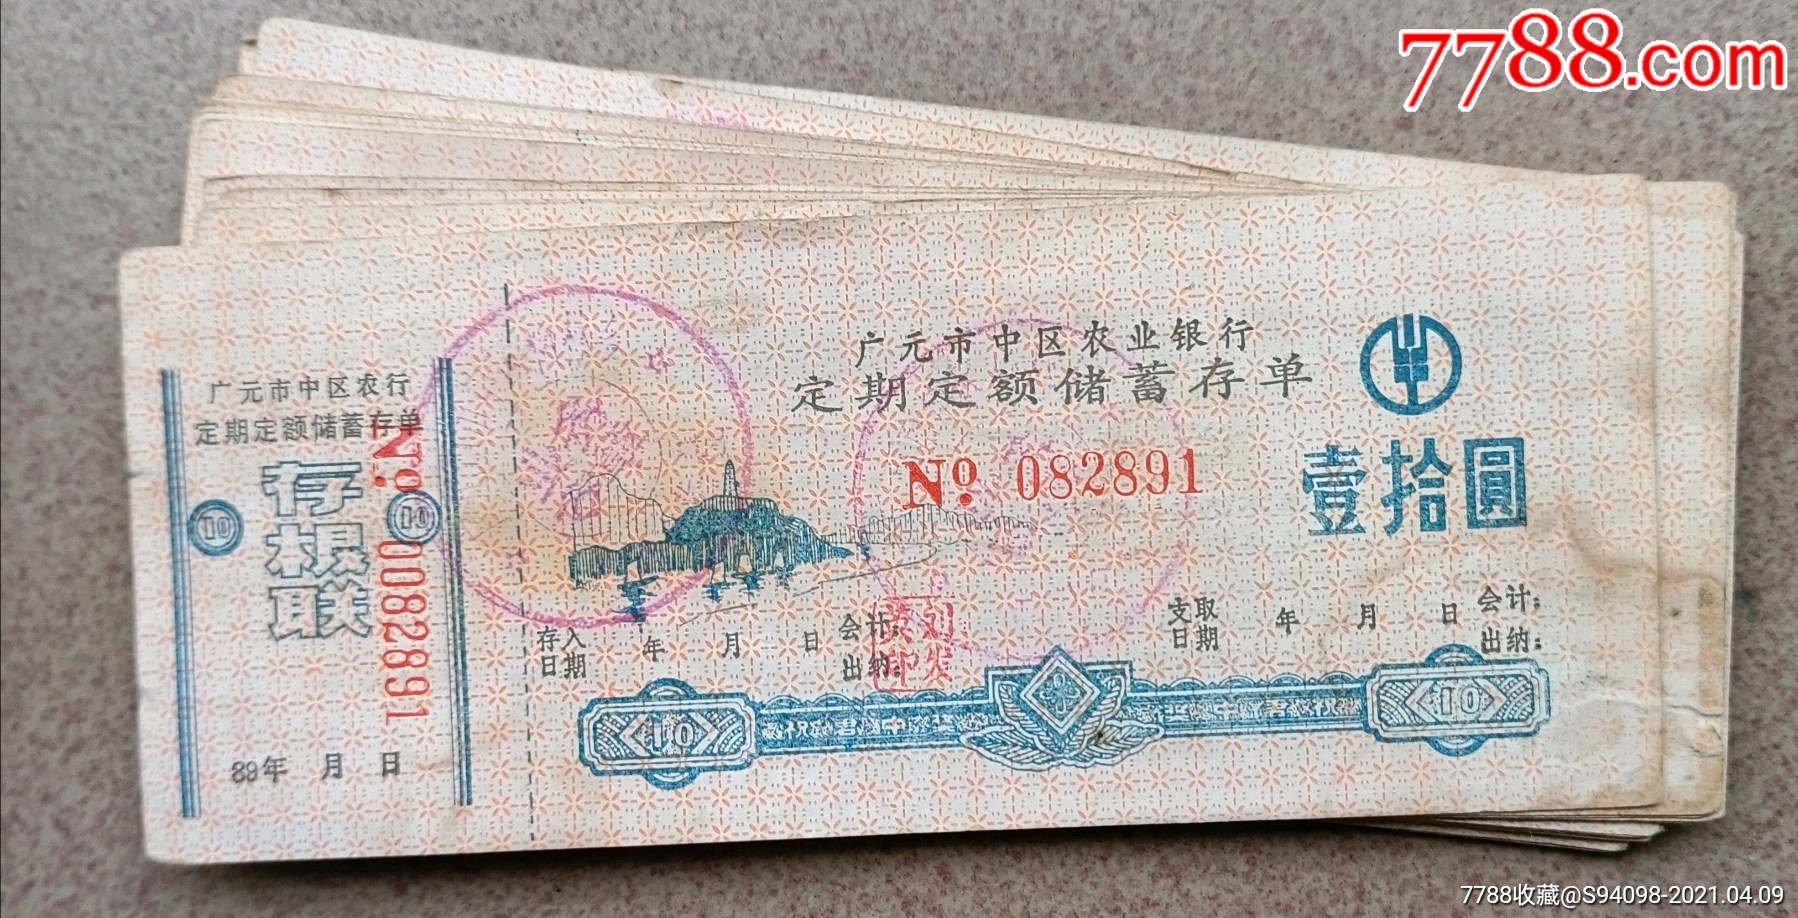 7788.com
广元市中区农行
定期定额储蓄存单
存根联
10
10
No 0082891
89年 月 日
广元市中区农业银行
定期定额储蓄存单
No 082891
壹拾圆
存入日期 年 月 日 会计:
出纳:
支取日期 年 月 日 会计:
出纳:
10
10
7788收藏@S94098-2021.04.09